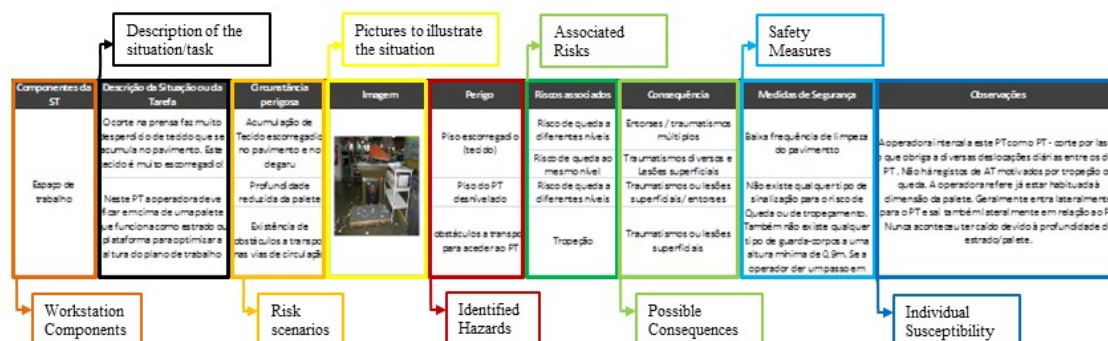 Description of the
situation/task
Pictures to illustrate
the situation
Associated
Risks
Safety
Measures
Componentes da
ST
Descrição da Situação ou da
Tarefa
Circunstância
perigosa
Imagem
Perigo
Riscos associados
Consequência
Medidas de Segurança
Observações
Espaço de
trabalho
O corte na prensa faz muito
desperdício de tecido que se
acumula no pavimento. Este
tecido é muito escorregadio!
Neste PT a operadora deve
ficar em cima de uma palete
que funciona como estrado ou
plataforma para optimizar a
altura do plano de trabalho
Acumulação de
Tecido escorregadio
no pavimento e no
degrau
Profundidade
reduzida da palete
Existência de
obstáculos a transpor
nas vias de circulação
Piso escorregadio
(tecido)
Piso do PT
desnivelado
obstáculos a transpor
para aceder ao PT
Risco de queda a
diferentes níveis
Risco de queda ao
mesmo nível
Risco de queda a
diferentes níveis
Tropeção
Entorses / traumatismos
múltiplos
Traumatismos diversos e
Lesões superficiais
Traumatismos ou lesões
superficiais/ entorses
Traumatismos ou lesões
superficiais
Baixa frequência de limpeza
do pavimento
Não existe qualquer tipo de
sinalização para o risco de
Queda ou de tropeçamento.
Também não existe qualquer
tipo de guarda-corpos a uma
altura mínima de 0,9m. Se a
operador der um passo em
A operadora intercala este PT com o PT - corte por
o que obriga a diversas deslocações diárias entre os
PT. Não há registos de AT motivados por tropeção
queda. A operadora refere já estar habituada
dimensão da palete. Geralmente entra lateralmente
para o PT e sai também lateralmente em relação ao
Nunca aconteceu ter caído devido à profundidade
estrado/palete.
Workstation
Components
Risk
scenarios
Identified
Hazards
Possible
Consequences
Individual
Susceptibility